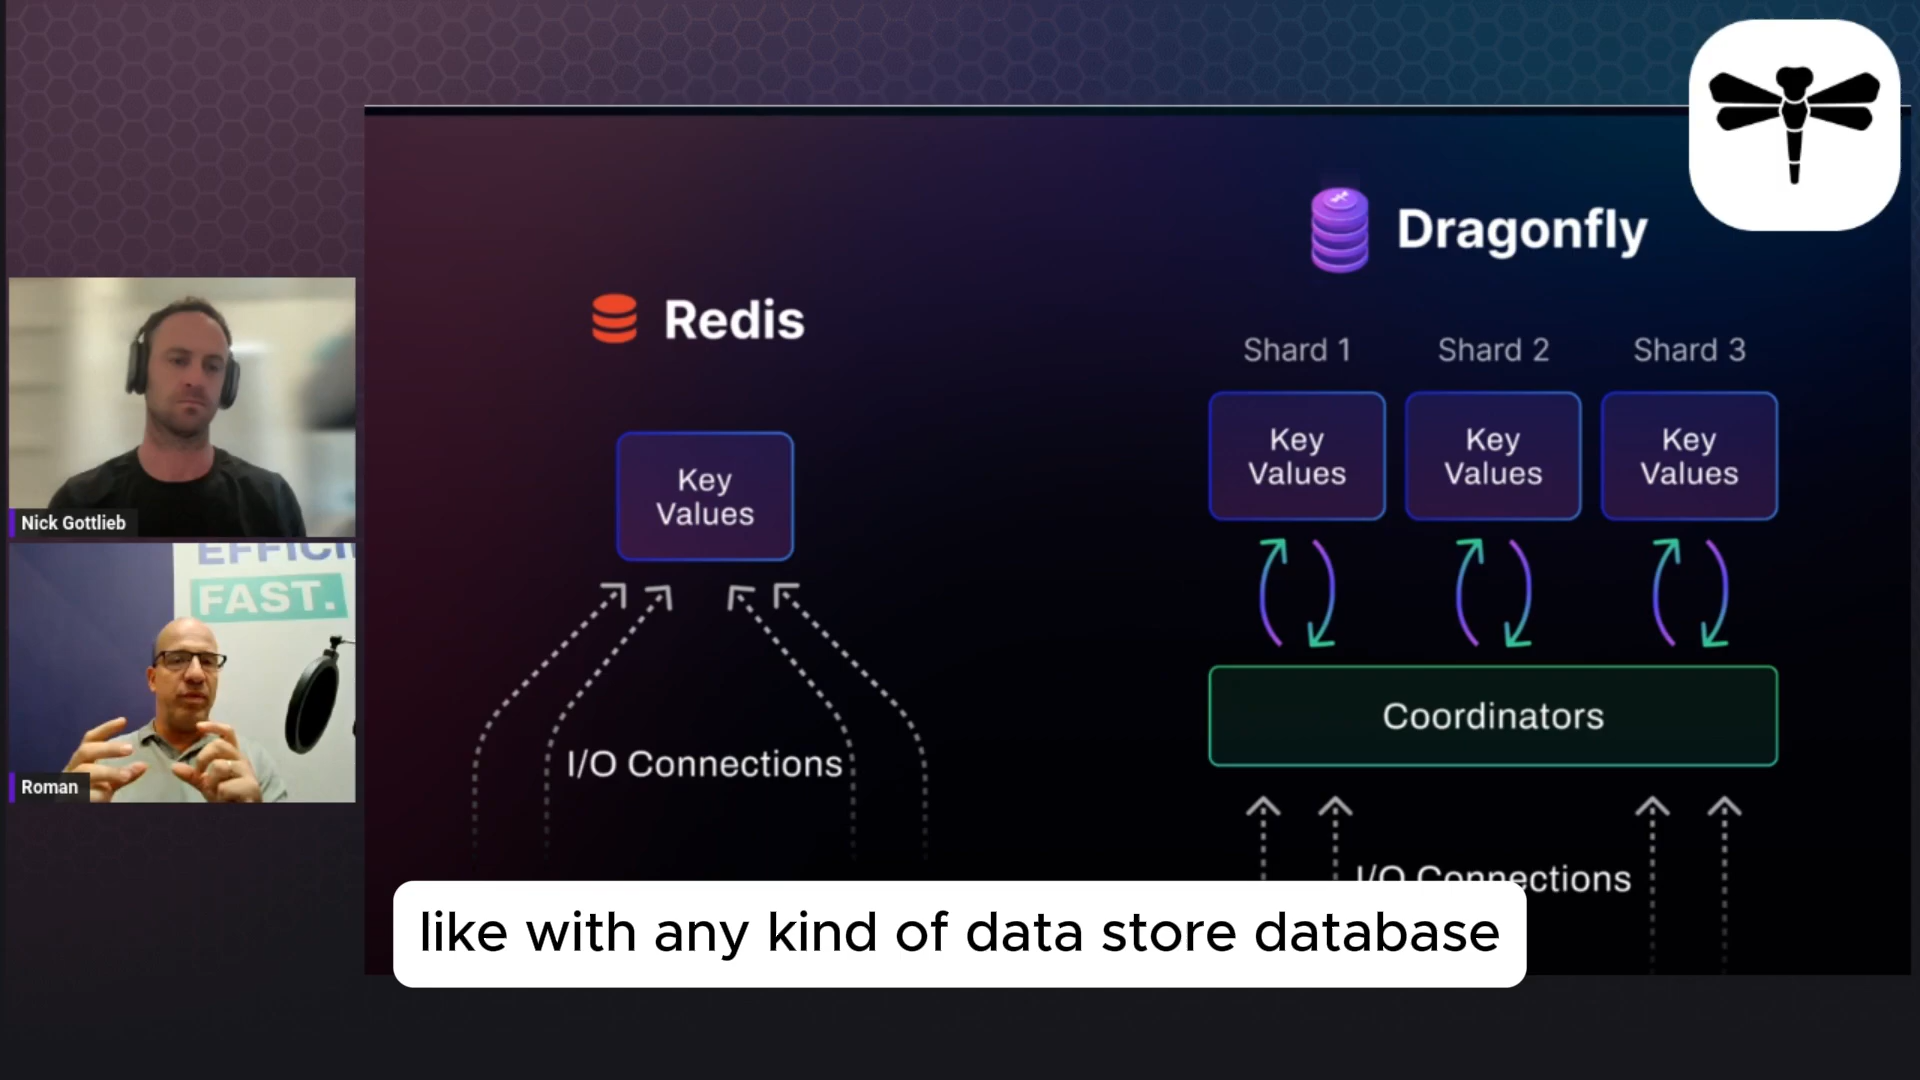 Dragonfly
Redis
Shard 1
Shard 2
Shard 3
Key
Values
Key
Values
Key
Values
Key
Values
Coordinators
I/O Connections
I/O Connections
Nick Gottlieb
FAST.
Roman
like with any kind of data store database